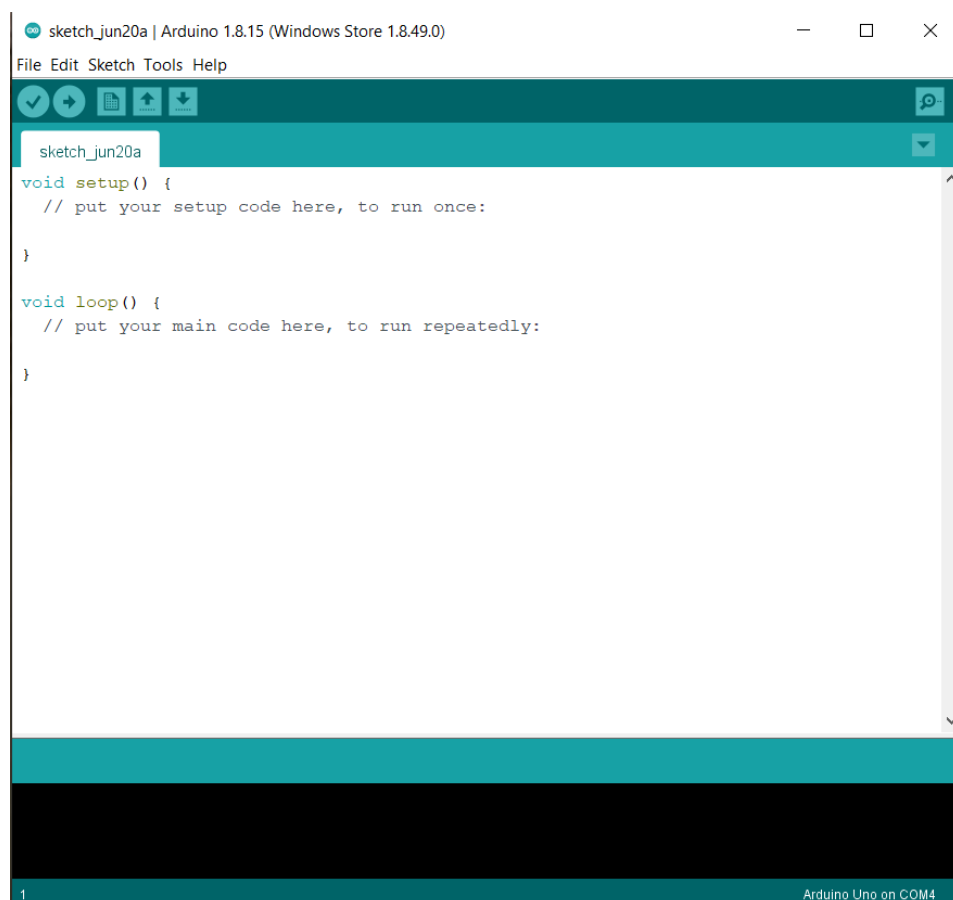 sketch_jun20a | Arduino 1.8.15 (Windows Store 1.8.49.0)
File Edit Sketch Tools Help
sketch_jun20a
void setup() {
  // put your setup code here, to run once:
}
void loop() {
  // put your main code here, to run repeatedly:
}
1 Arduino Uno on COM4